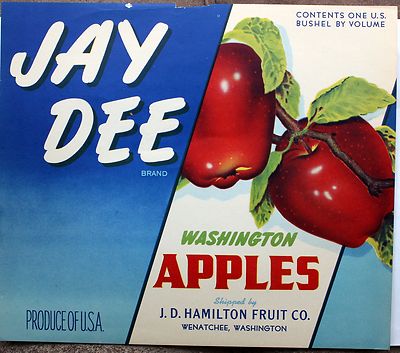 JAY
DEE
BRAND
CONTENTS ONE U.S.
BUSHEL BY VOLUME
WASHINGTON
APPLES
Shipped by
J. D. HAMILTON FRUIT CO.
WENATCHEE, WASHINGTON
PRODUCE OF U.S.A.